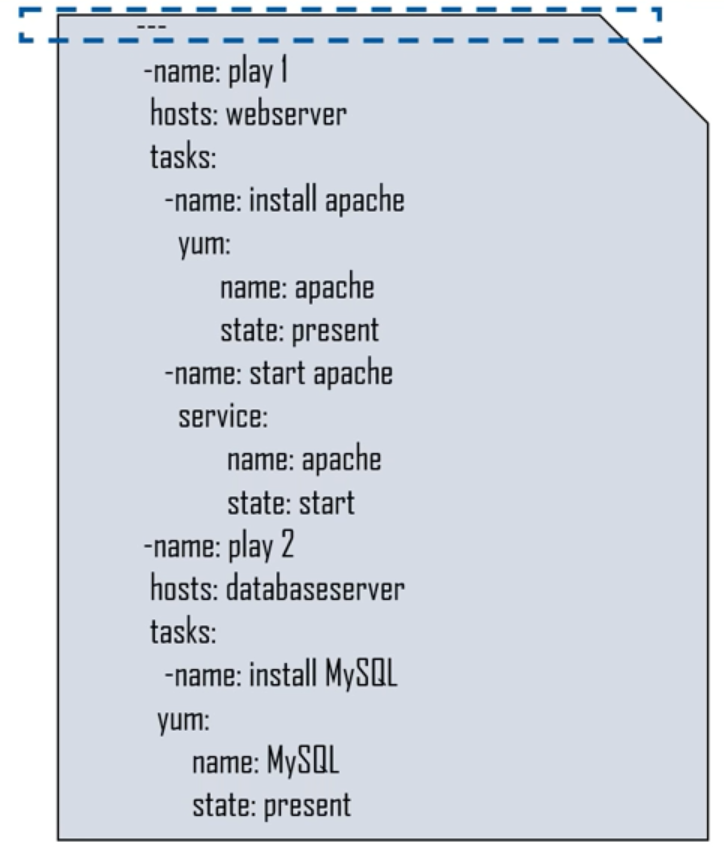 ---
-name: play 1
hosts: webserver
tasks:
-name: install apache
yum:
name: apache
state: present
-name: start apache
service:
name: apache
state: start
-name: play 2
hosts: databaseserver
tasks:
-name: install MySQL
yum:
name: MySQL
state: present